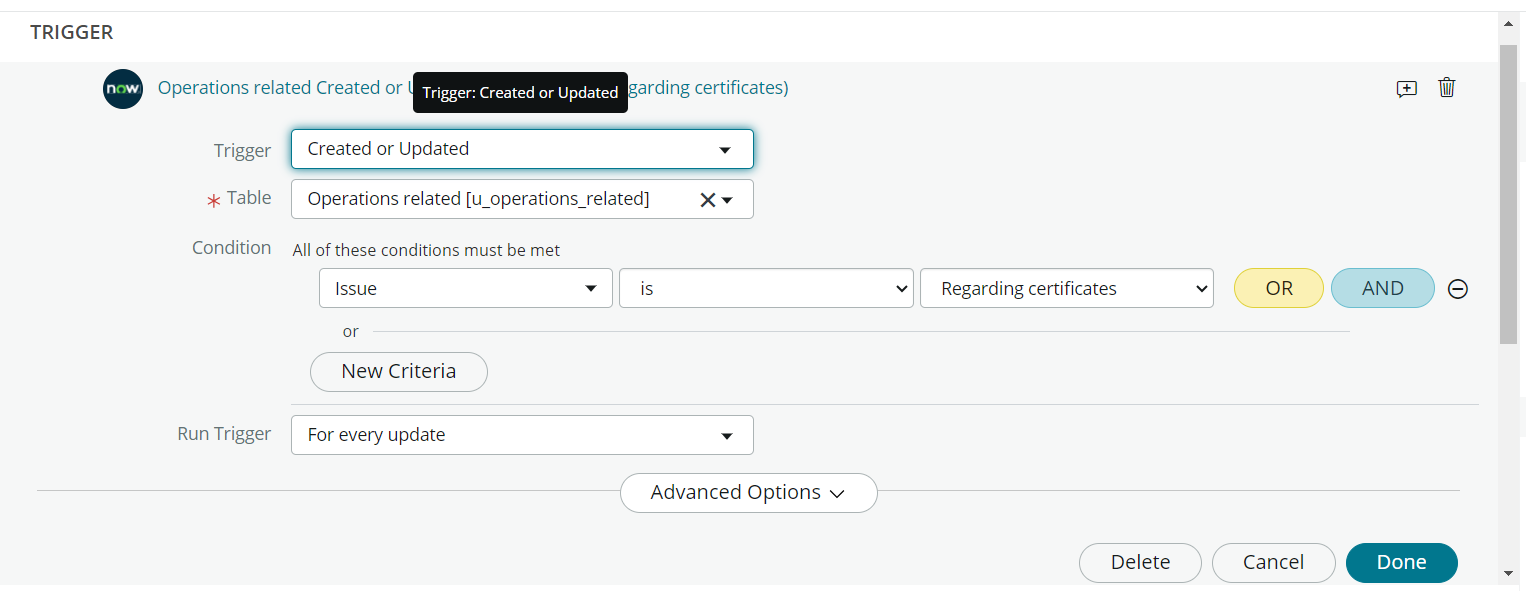 TRIGGER
now Operations related Created or
Trigger: Created or Updated
garding certificates)
Trigger Created or Updated
* Table Operations related [u_operations_related]
Condition All of these conditions must be met
Issue is Regarding certificates OR AND
or
New Criteria
Run Trigger For every update
Advanced Options
Delete Cancel Done